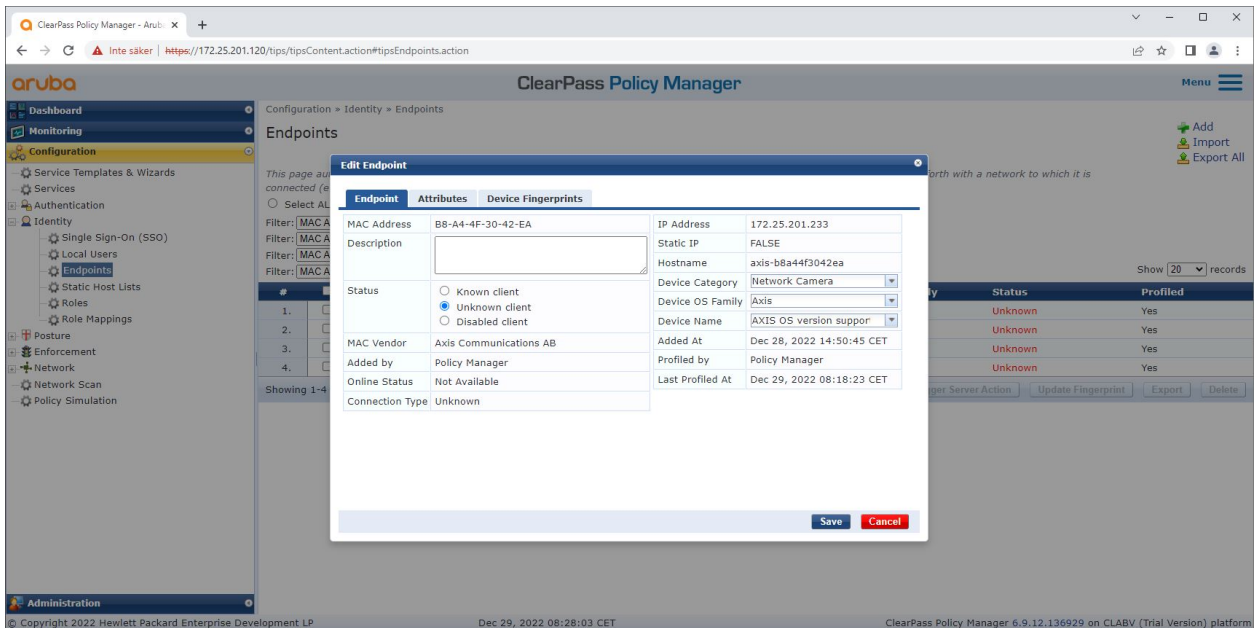 ClearPass Policy Manager - Arub
Inte säker | https://172.25.201.120/tips/tipsContent.action#tipsEndpoints.action
aruba
ClearPass Policy Manager
Menu
Dashboard
Monitoring
Configuration
Service Templates & Wizards
Services
Authentication
Identity
Single Sign-On (SSO)
Local Users
Endpoints
Static Host Lists
Roles
Role Mappings
Posture
Enforcement
Network
Network Scan
Policy Simulation
Administration
Configuration » Identity » Endpoints
Endpoints
Add
Import
Export All
This page au
orth with a network to which it is
connected (e
Select AL
Filter: MAC A
Filter: MAC A
Filter: MAC A
Filter: MAC A
Show 20 records
# ly Status Profiled
1. Unknown Yes
2. Unknown Yes
3. Unknown Yes
4. Unknown Yes
Showing 1-4
ger Server Action Update Fingerprint Export Delete
Edit Endpoint
Endpoint Attributes Device Fingerprints
MAC Address B8-A4-4F-30-42-EA
Description
Status
Known client
Unknown client
Disabled client
MAC Vendor Axis Communications AB
Added by Policy Manager
Online Status Not Available
Connection Type Unknown
IP Address 172.25.201.233
Static IP FALSE
Hostname axis-b8a44f3042ea
Device Category Network Camera
Device OS Family Axis
Device Name AXIS OS version suppor
Added At Dec 28, 2022 14:50:45 CET
Profiled by Policy Manager
Last Profiled At Dec 29, 2022 08:18:23 CET
Save Cancel
© Copyright 2022 Hewlett Packard Enterprise Development LP
Dec 29, 2022 08:28:03 CET
ClearPass Policy Manager 6.9.12.136929 on CLABV (Trial Version) platform